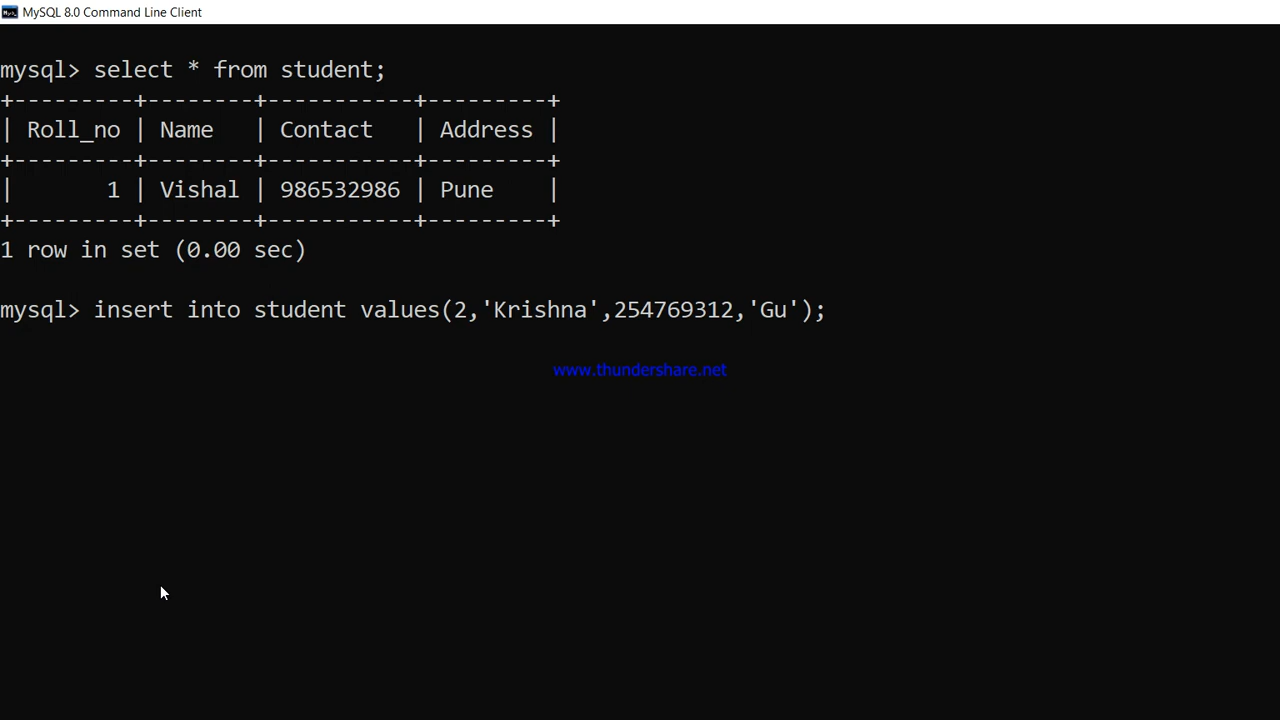 MySQL 8.0 Command Line Client
mysql> select * from student;
+---------+--------+-----------+---------+
| Roll_no | Name   | Contact   | Address |
+---------+--------+-----------+---------+
|       1 | Vishal | 986532986 | Pune    |
+---------+--------+-----------+---------+
1 row in set (0.00 sec)
mysql> insert into student values(2,'Krishna',254769312,'Gu');
www.thundershare.net